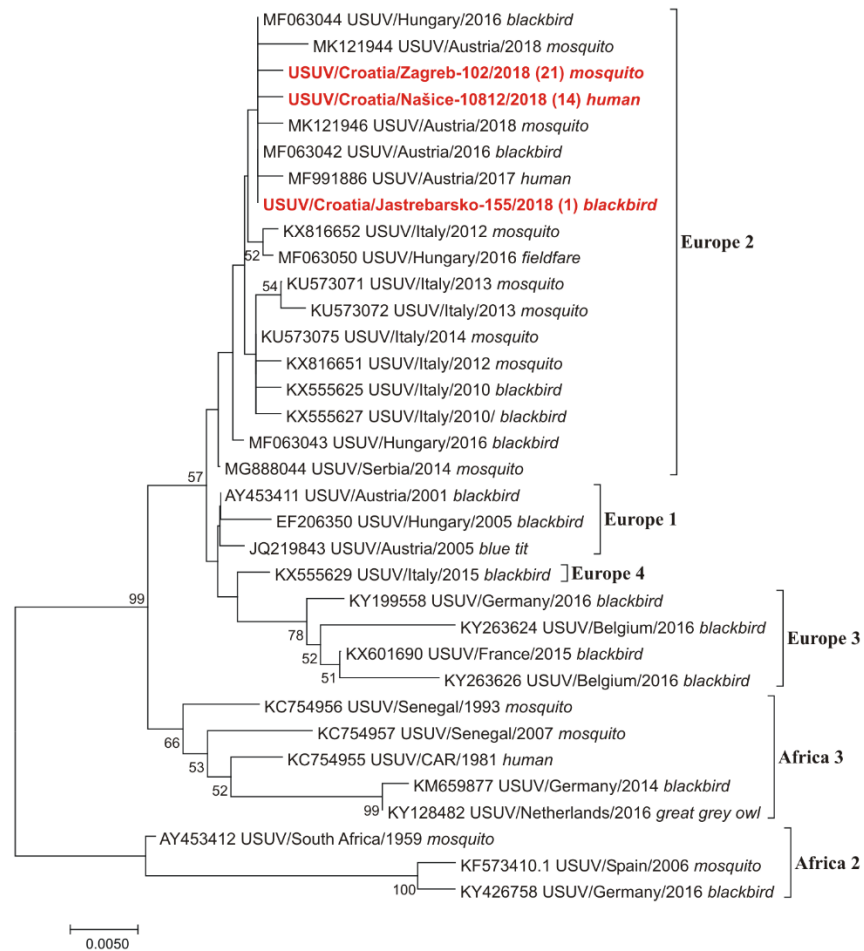 MF063044 USUV/Hungary/2016 blackbird
MK121944 USUV/Austria/2018 mosquito
USUV/Croatia/Zagreb-102/2018 (21) mosquito
USUV/Croatia/Našice-10812/2018 (14) human
MK121946 USUV/Austria/2018 mosquito
MF063042 USUV/Austria/2016 blackbird
MF991886 USUV/Austria/2017 human
USUV/Croatia/Jastrebarsko-155/2018 (1) blackbird
KX816652 USUV/Italy/2012 mosquito
Europe 2
52
MF063050 USUV/Hungary/2016 fieldfare
54
KU573071 USUV/Italy/2013 mosquito
KU573072 USUV/Italy/2013 mosquito
KU573075 USUV/Italy/2014 mosquito
KX816651 USUV/Italy/2012 mosquito
KX555625 USUV/Italy/2010 blackbird
KX555627 USUV/Italy/2010/ blackbird
MF063043 USUV/Hungary/2016 blackbird
57
MG888044 USUV/Serbia/2014 mosquito
AY453411 USUV/Austria/2001 blackbird
EF206350 USUV/Hungary/2005 blackbird
Europe 1
JQ219843 USUV/Austria/2005 blue tit
KX555629 USUV/Italy/2015 blackbird
Europe 4
99
KY199558 USUV/Germany/2016 blackbird
78
KY263624 USUV/Belgium/2016 blackbird
Europe 3
52
KX601690 USUV/France/2015 blackbird
51
KY263626 USUV/Belgium/2016 blackbird
KC754956 USUV/Senegal/1993 mosquito
66
KC754957 USUV/Senegal/2007 mosquito
53
KC754955 USUV/CAR/1981 human
Africa 3
52
KM659877 USUV/Germany/2014 blackbird
99
KY128482 USUV/Netherlands/2016 great grey owl
AY453412 USUV/South Africa/1959 mosquito
KF573410.1 USUV/Spain/2006 mosquito
Africa 2
100
KY426758 USUV/Germany/2016 blackbird
0.0050